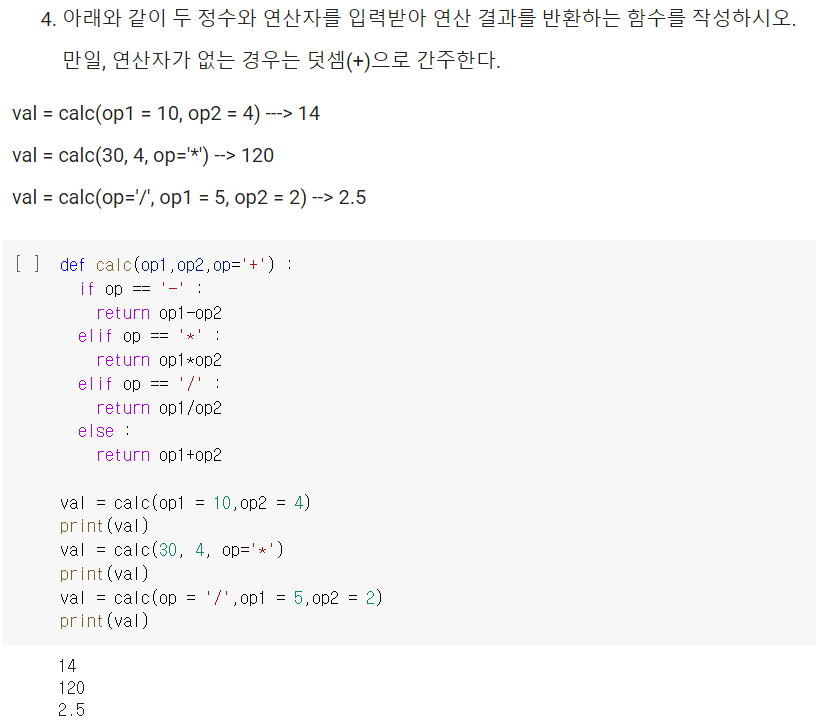 4. 아래와 같이 두 정수와 연산자를 입력받아 연산 결과를 반환하는 함수를 작성하시오.
만일, 연산자가 없는 경우는 덧셈(+)으로 간주한다.
val = calc(op1 = 10, op2 = 4) ---> 14
val = calc(30, 4, op='*') --> 120
val = calc(op='/', op1 = 5, op2 = 2) --> 2.5
[ ] def calc(op1,op2,op='+') :
if op == '-' :
return op1-op2
elif op == '*' :
return op1*op2
elif op == '/' :
return op1/op2
else :
return op1+op2
val = calc(op1 = 10,op2 = 4)
print(val)
val = calc(30, 4, op='*')
print(val)
val = calc(op = '/',op1 = 5,op2 = 2)
print(val)
14
120
2.5